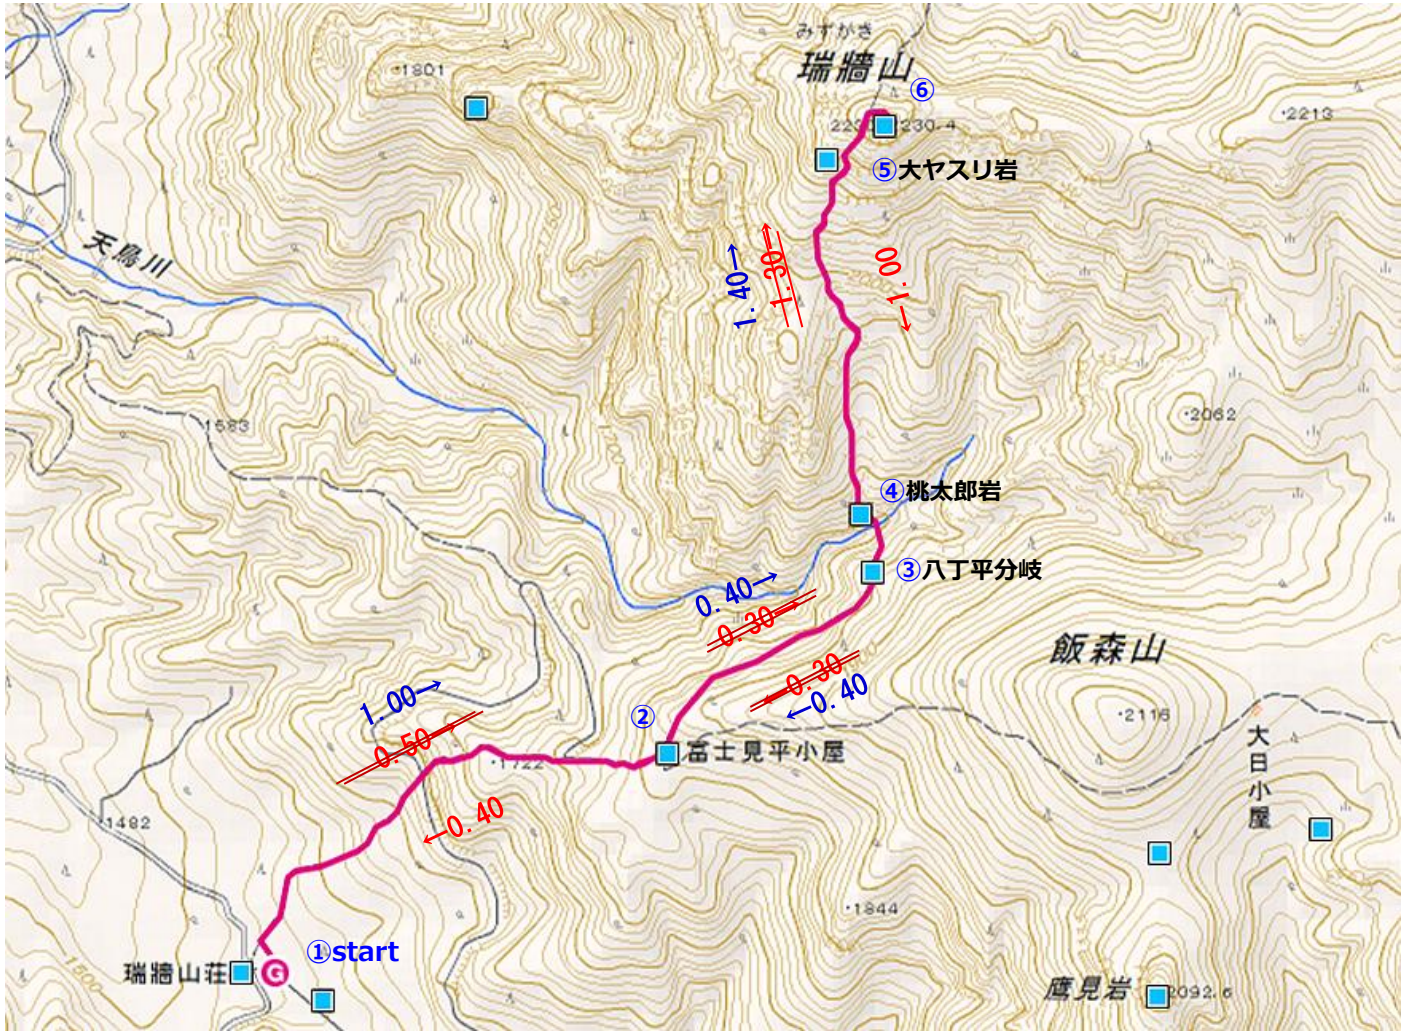 みずがき
瑞牆山
⑥
1801
2213
2230.4
⑤大ヤスリ岩
天鳥川
1.40→
1.30→
1.00→
2062
1583
④桃太郎岩
③八丁平分岐
0.40→
0.30→
飯森山
←0.30
←0.40
1.00→
0.50→
②
富士見平小屋
2116
1722
大日小屋
←0.40
1482
1844
①start
瑞牆山荘
G
1500
鷹見岩
2092.6